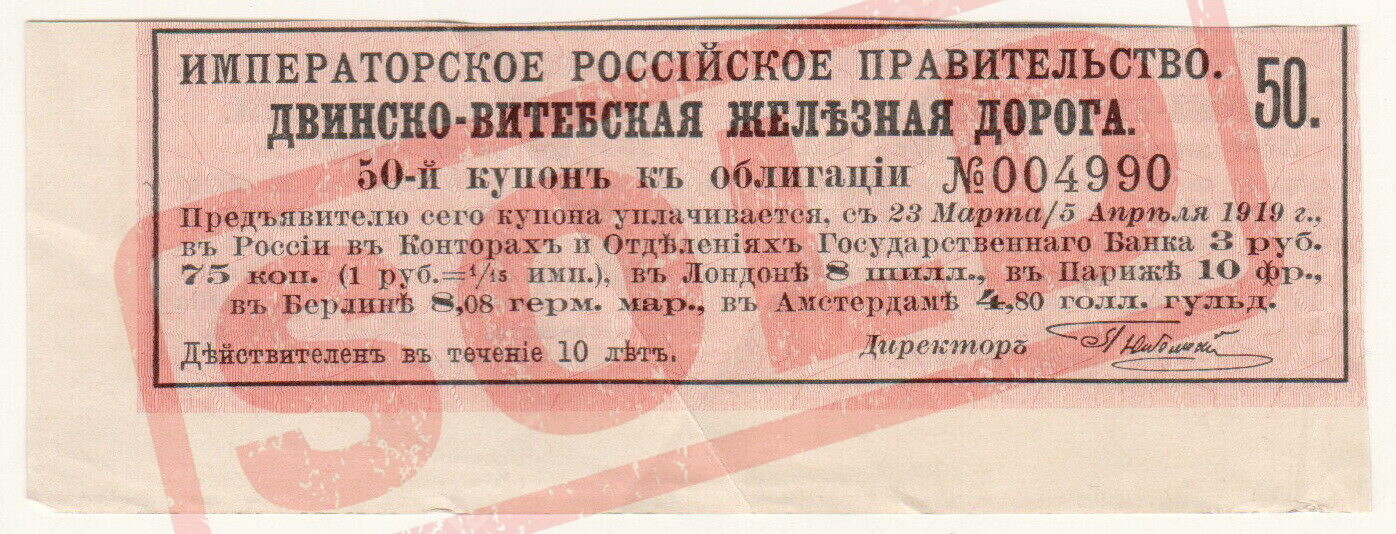 ИМПЕРАТОРСКОЕ РОССІЙСКОЕ ПРАВИТЕЛЬСТВО.
50.
ДВИНСКО-ВИТЕБСКАЯ ЖЕЛѢЗНАЯ ДОРОГА.
50-й купонъ къ облигаціи №004990
Предъявителю сего купона уплачивается, съ 23 Марта/5 Апрѣля 1919 г.,
въ Россіи въ Конторахъ и Отдѣленіяхъ Государственнаго Банка 3 руб.
75 коп. (1 руб.=1/15 имп.), въ Лондонѣ 8 шилл., въ Парижѣ 10 фр.,
въ Берлинѣ 8,08 герм. мар., въ Амстердамѣ 4,80 голл. гульд.
Дѣйствителенъ въ теченіе 10 лѣтъ.
Директоръ
SOLD